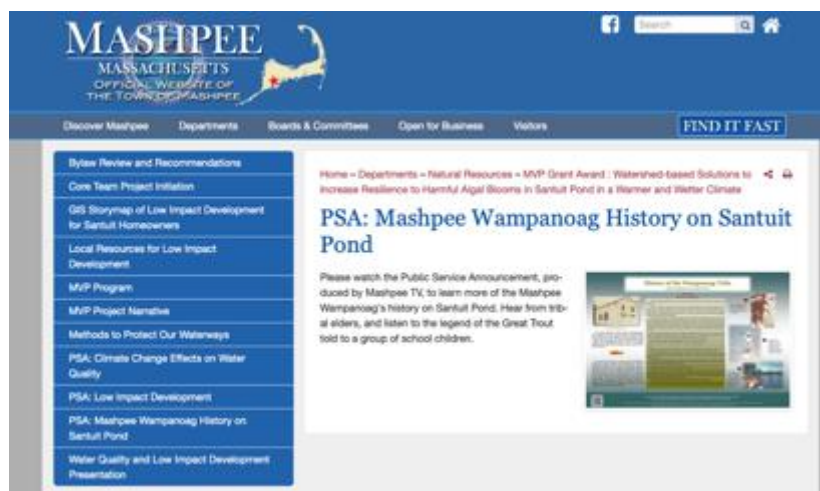 MASHPEE
MASSACHUSETTS
OFFICIAL WEBSITE OF
THE TOWN OF MASHPEE
Search
Discover Mashpee
Departments
Boards & Committees
Open for Business
Visitors
FIND IT FAST
Bylaw Review and Recommendations
Core Team Project Initiation
GIS Storymap of Low Impact Development
for Santuit Homeowners
Local Resources for Low Impact
Development
MVP Program
MVP Project Narrative
Methods to Protect Our Waterways
PSA: Climate Change Effects on Water
Quality
PSA: Low Impact Development
PSA: Mashpee Wampanoag History on
Santuit Pond
Water Quality and Low Impact Development
Presentation
Home » Departments » Natural Resources » MVP Grant Award : Watershed-based Solutions to
Increase Resilience to Harmful Algal Blooms in Santuit Pond in a Warmer and Wetter Climate
PSA: Mashpee Wampanoag History on Santuit
Pond
Please watch the Public Service Announcement, pro-
duced by Mashpee TV, to learn more of the Mashpee
Wampanoag's history on Santuit Pond. Hear from trib-
al elders, and listen to the legend of the Great Trout
told to a group of school children.
History of the Wampanoag Tribe